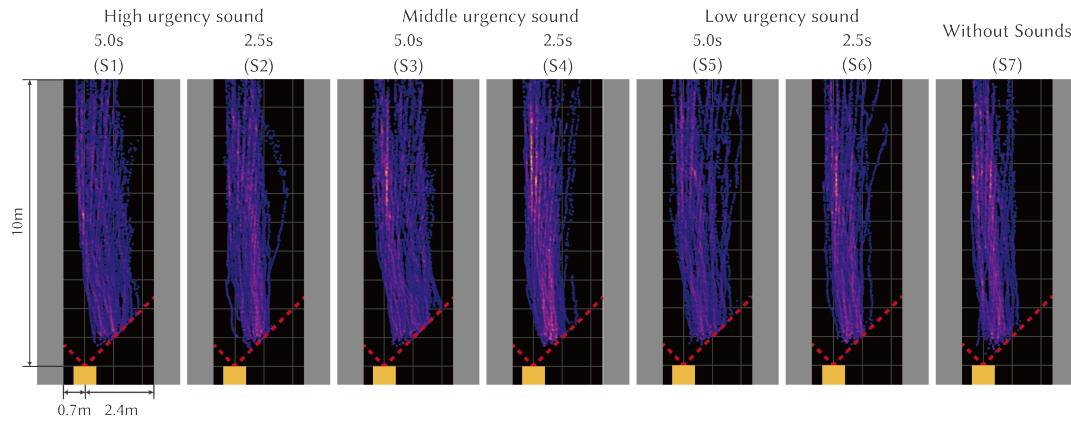 High urgency sound Middle urgency sound Low urgency sound Without Sounds
5.0s 2.5s 5.0s 2.5s 5.0s 2.5s
(S1) (S2) (S3) (S4) (S5) (S6) (S7)
10m
0.7m 2.4m